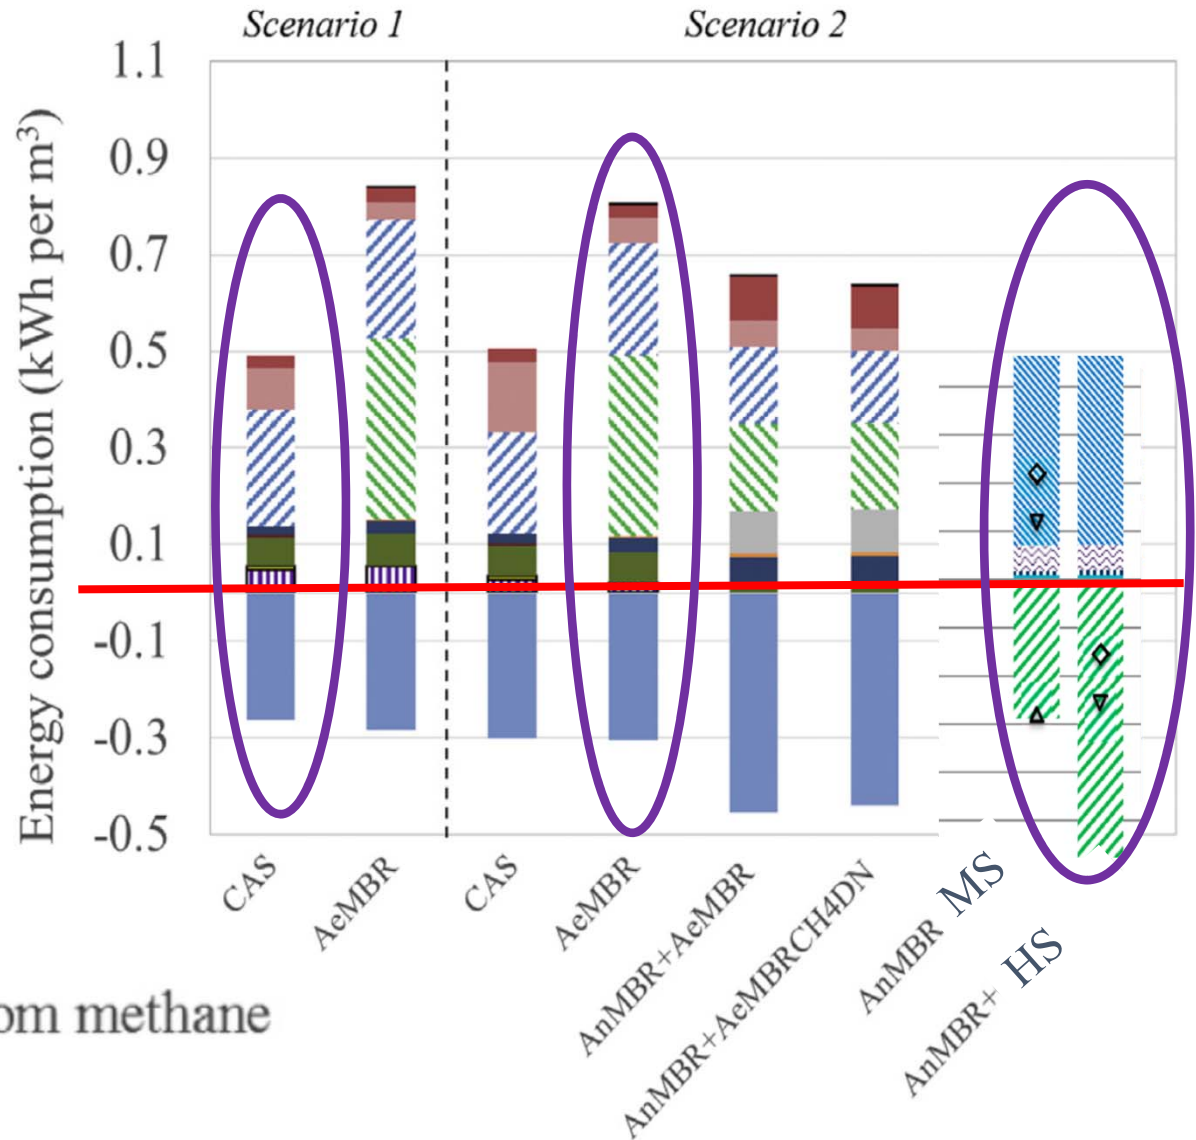 Scenario 1
Scenario 2
Energy consumption (kWh per m³)
1.1
0.9
0.7
0.5
0.3
0.1
-0.1
-0.3
-0.5
CAS
AeMBR
CAS
AeMBR
AnMBR+AeMBR
AnMBR+AeMBRCH4DN
AnMBR MS
AnMBR+ HS
om methane